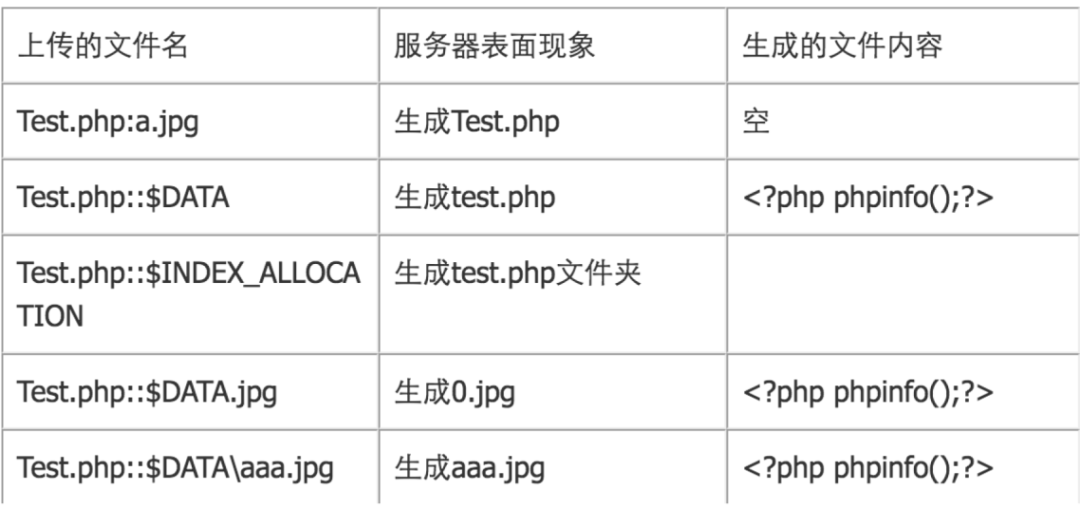 上传的文件名 服务器表面现象 生成的文件内容
Test.php:a.jpg 生成Test.php 空
Test.php::$DATA 生成test.php <?php phpinfo();?>
Test.php::$INDEX_ALLOCA 生成test.php文件夹
TION
Test.php::$DATA.jpg 生成0.jpg <?php phpinfo();?>
Test.php::$DATA\aaa.jpg 生成aaa.jpg <?php phpinfo();?>